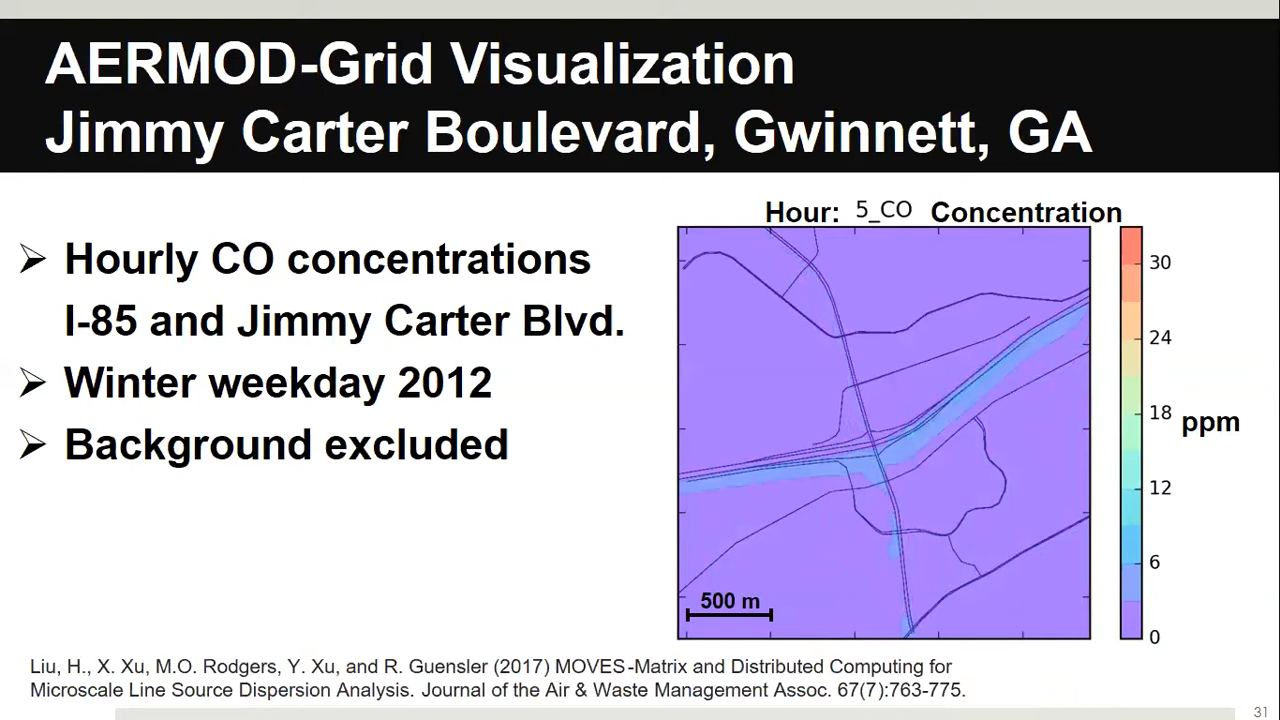 AERMOD-Grid Visualization
Jimmy Carter Boulevard, Gwinnett, GA
➢ Hourly CO concentrations
I-85 and Jimmy Carter Blvd.
➢ Winter weekday 2012
➢ Background excluded
Hour: 5_CO Concentration
30
24
18
ppm
12
6
0
500 m
Liu, H., X. Xu, M.O. Rodgers, Y. Xu, and R. Guensler (2017) MOVES-Matrix and Distributed Computing for
Microscale Line Source Dispersion Analysis. Journal of the Air & Waste Management Assoc. 67(7):763-775.
31